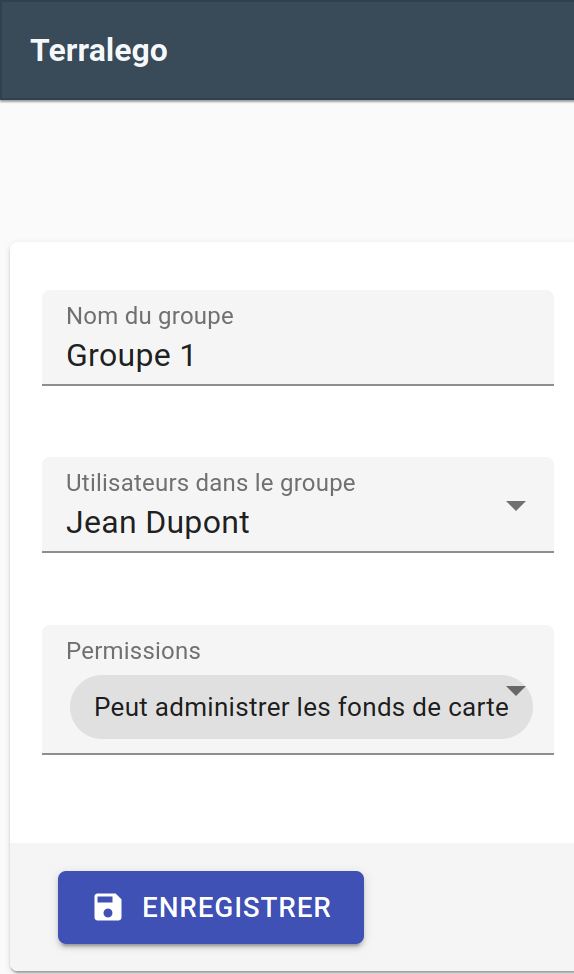 Terralego
Nom du groupe
Groupe 1
Utilisateurs dans le groupe
Jean Dupont
Permissions
Peut administrer les fonds de carte
ENREGISTRER